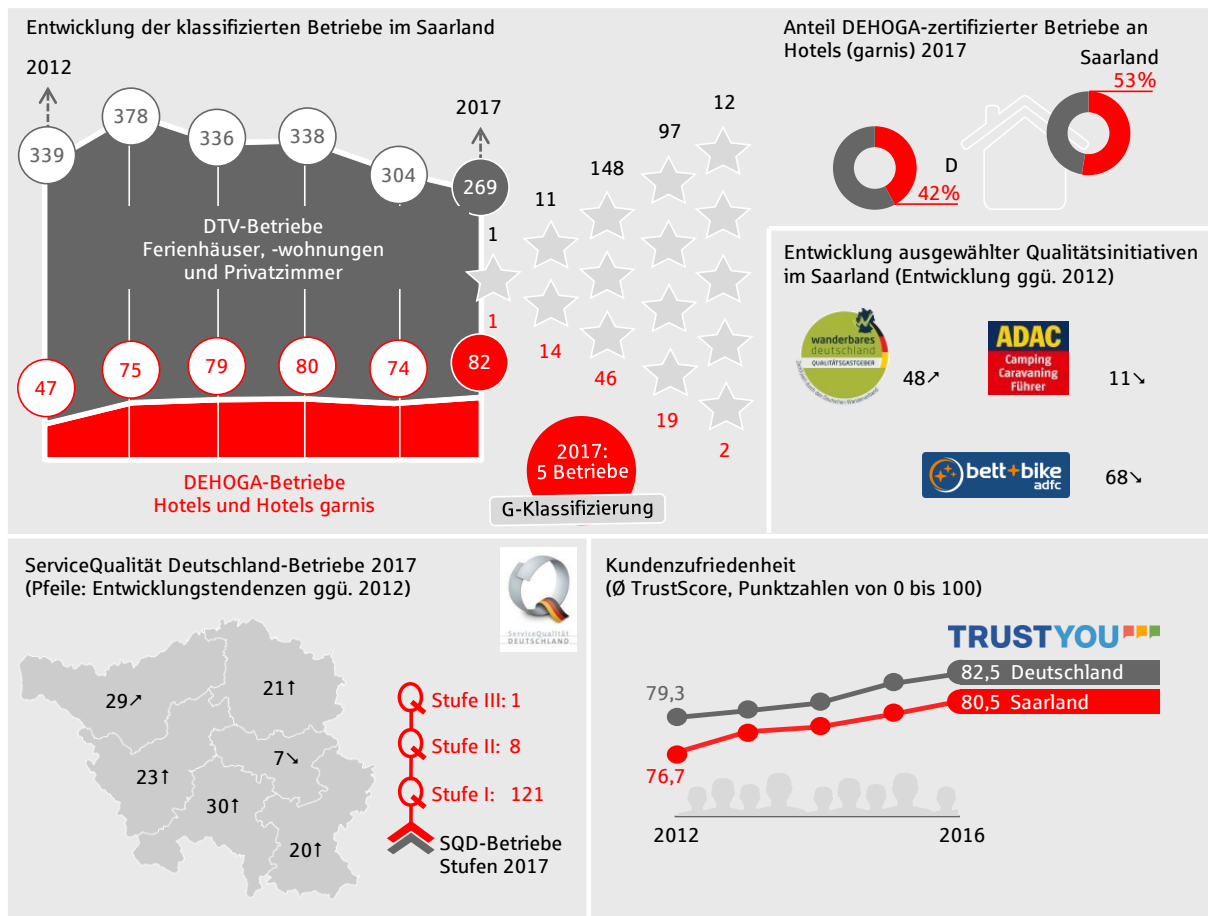 Entwicklung der klassifizierten Betriebe im Saarland
2012
339
378
336
338
304
2017
269
DTV-Betriebe
Ferienhäuser, -wohnungen
und Privatzimmer
1
11
148
97
12
47
75
79
80
74
82
1
14
46
19
2
DEHOGA-Betriebe
Hotels und Hotels garnis
2017:
5 Betriebe
G-Klassifizierung
Anteil DEHOGA-zertifizierter Betriebe an
Hotels (garnis) 2017
Saarland
53%
D
42%
Entwicklung ausgewählter Qualitätsinitiativen
im Saarland (Entwicklung ggü. 2012)
wanderbares
deutschland
QUALITÄTSGASTGEBER
48↗
ADAC
Camping
Caravaning
Führer
11↘
bett+bike
adfc
68↘
ServiceQualität Deutschland-Betriebe 2017
(Pfeile: Entwicklungstendenzen ggü. 2012)
ServiceQualität
DEUTSCHLAND
29↗
21↑
23↑
7↘
30↑
20↑
Stufe III: 1
Stufe II: 8
Stufe I: 121
SQD-Betriebe
Stufen 2017
Kundenzufriedenheit
(Ø TrustScore, Punktzahlen von 0 bis 100)
TRUSTYOU
79,3
82,5 Deutschland
80,5 Saarland
76,7
2012
2016